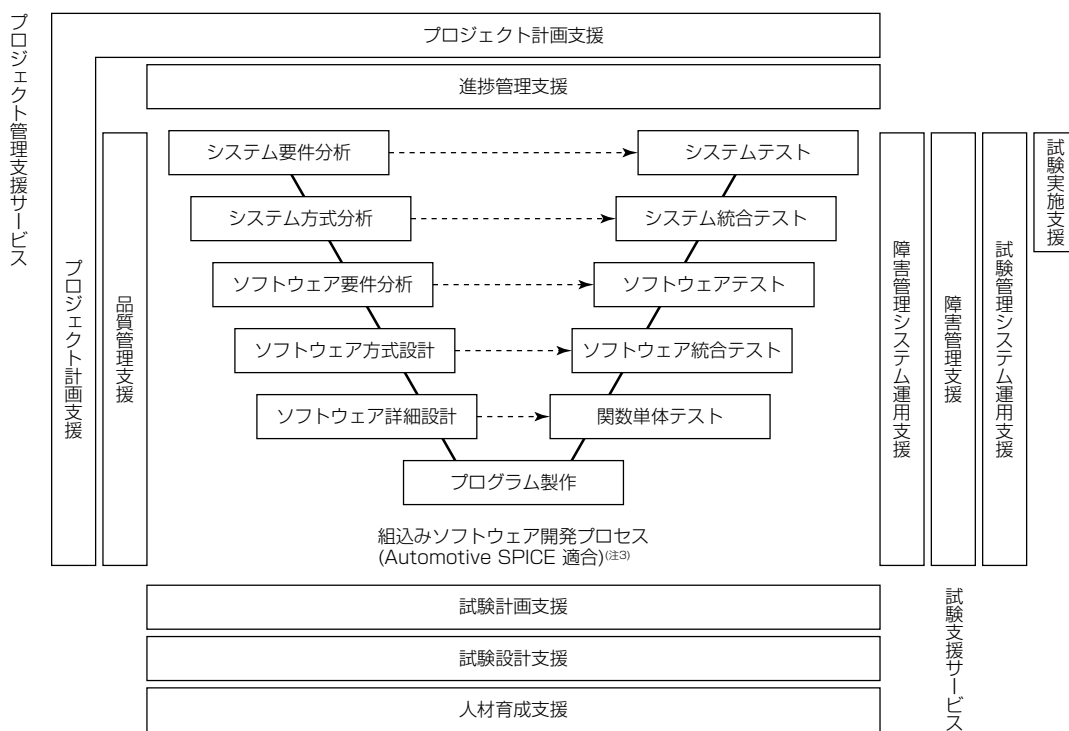 プロジェクト管理支援サービス
プロジェクト計画支援
進捗管理支援
プロジェクト計画支援
品質管理支援
システム要件分析
システムテスト
システム方式分析
システム統合テスト
ソフトウェア要件分析
ソフトウェアテスト
ソフトウェア方式設計
ソフトウェア統合テスト
ソフトウェア詳細設計
関数単体テスト
プログラム製作
組込みソフトウェア開発プロセス
(Automotive SPICE 適合)(注3)
障害管理システム運用支援
障害管理支援
試験管理システム運用支援
試験実施支援
試験計画支援
試験設計支援
人材育成支援
試験支援サービス